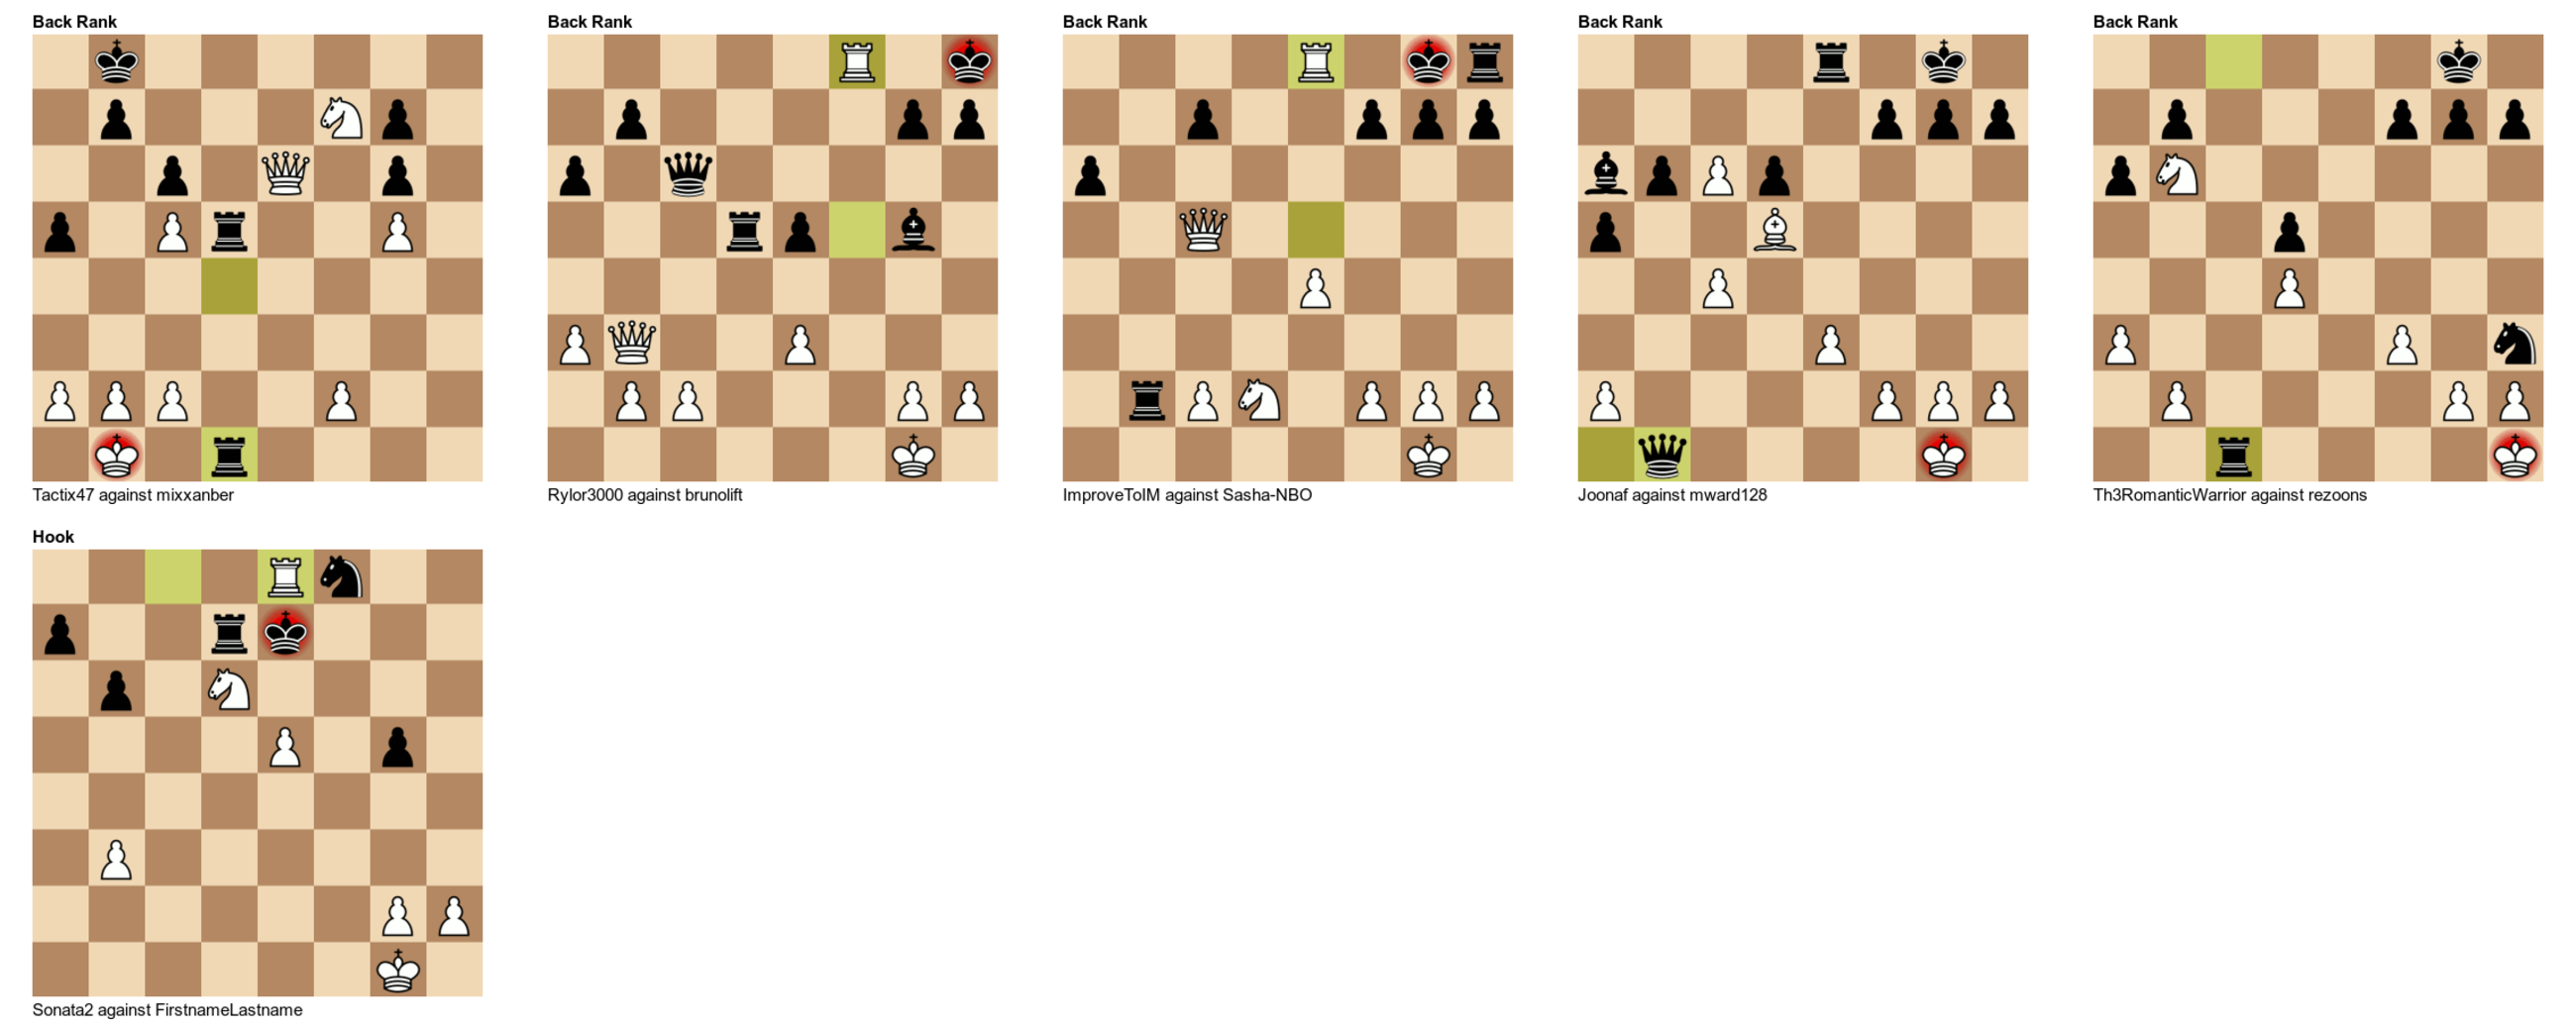 Back Rank
Back Rank
Back Rank
Back Rank
Back Rank
Tactix47 against mixxanber
Rylor3000 against brunolift
ImproveToIM against Sasha-NBO
Joonaf against mward128
Th3RomanticWarrior against rezoons
Hook
Sonata2 against FirstnameLastname